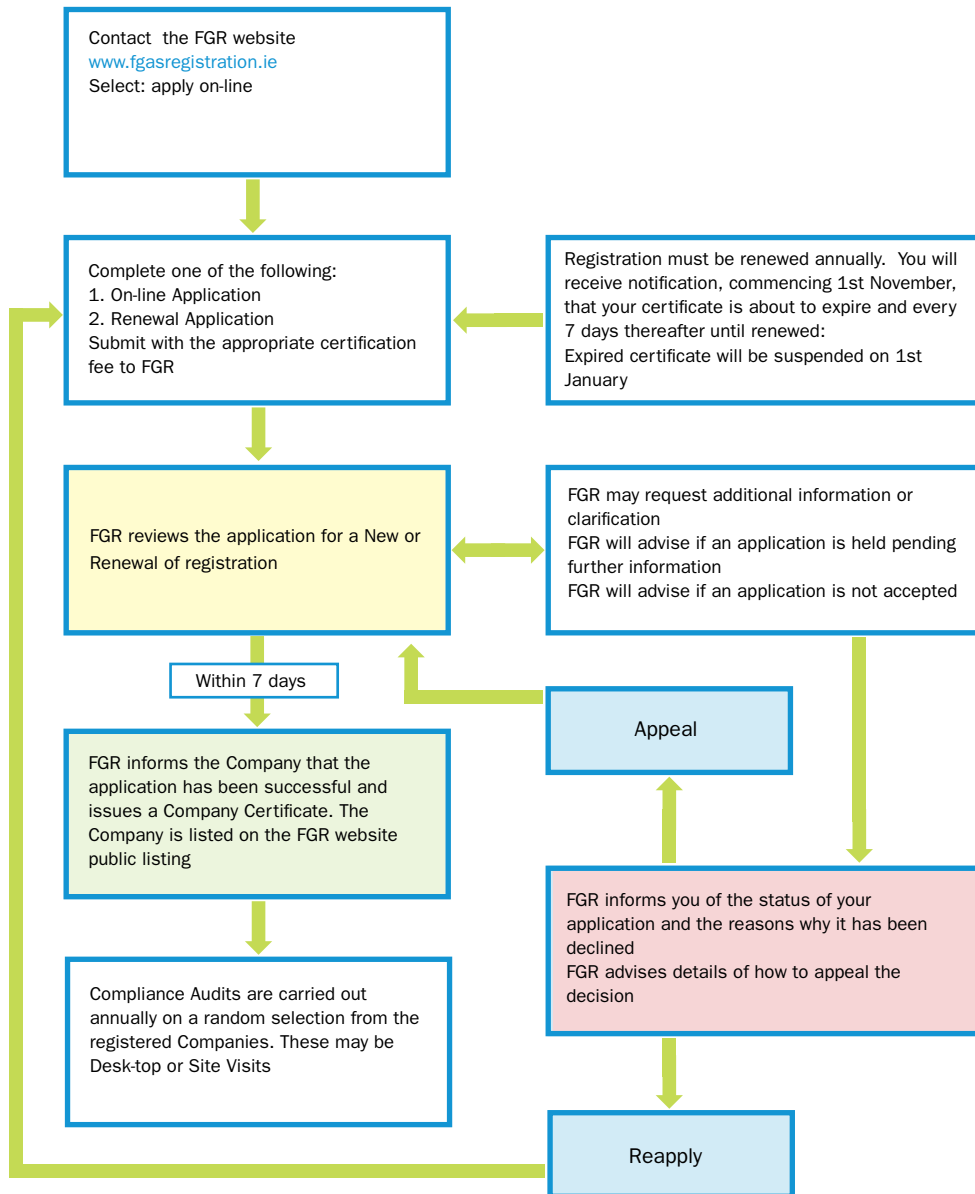 Contact  the FGR website
www.fgasregistration.ie
Select: apply on-line
Complete one of the following:
1. On-line Application
2. Renewal Application
Submit with the appropriate certification
fee to FGR
Registration must be renewed annually.  You will
receive notification, commencing 1st November,
that your certificate is about to expire and every
7 days thereafter until renewed:
Expired certificate will be suspended on 1st
January
FGR reviews the application for a New or
Renewal of registration
FGR may request additional information or
clarification
FGR will advise if an application is held pending
further information
FGR will advise if an application is not accepted
Within 7 days
Appeal
FGR informs the Company that the
application has been successful and
issues a Company Certificate. The
Company is listed on the FGR website
public listing
FGR informs you of the status of your
application and the reasons why it has been
declined
FGR advises details of how to appeal the
decision
Compliance Audits are carried out
annually on a random selection from the
registered Companies. These may be
Desk-top or Site Visits
Reapply